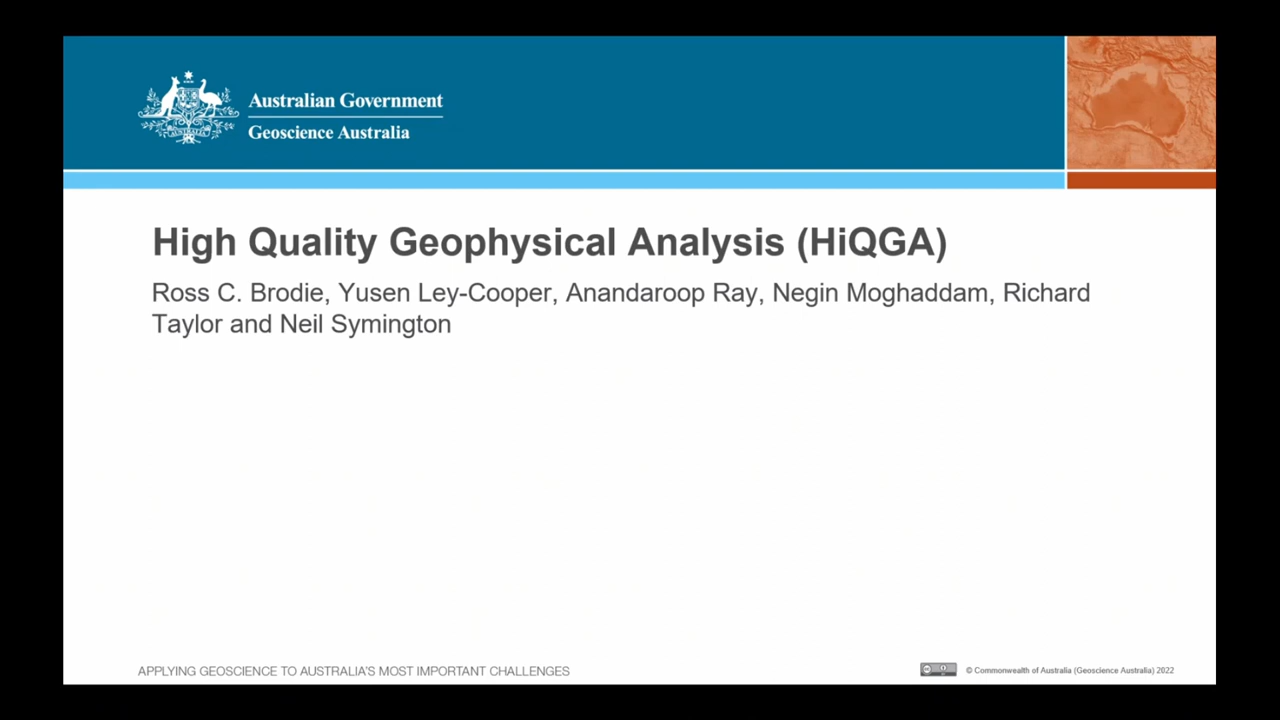 Australian Government
Geoscience Australia
High Quality Geophysical Analysis (HiQGA)
Ross C. Brodie, Yusen Ley-Cooper, Anandaroop Ray, Negin Moghaddam, Richard
Taylor and Neil Symington
APPLYING GEOSCIENCE TO AUSTRALIA'S MOST IMPORTANT CHALLENGES
© Commonwealth of Australia (Geoscience Australia) 2022